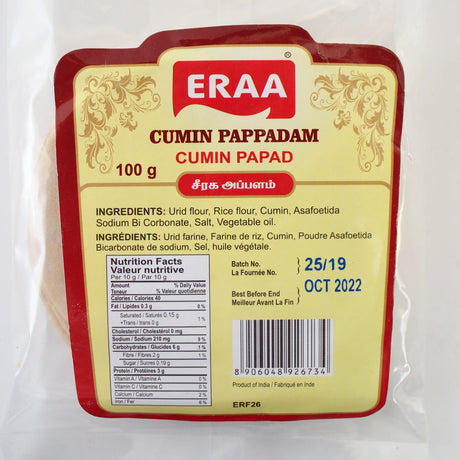 ERAA ®
CUMIN PAPPADAM
CUMIN PAPAD
100 g
சீரக அப்பளம்
INGREDIENTS: Urid flour, Rice flour, Cumin, Asafoetida
Sodium Bi Corbonate, Salt, Vegetable oil.
INGRÉDIENTS: Urid farine, Farine de riz, Cumin, Poudre Asafoetida
Bicarbonate de sodium, Sel, huile végétale.
Nutrition Facts
Valeur nutritive
Per 10 g / Par 10 g
Amount % Daily Value
Teneur % Valeur quotidienne
Calories / Calories 40
Fat / Lipides 0.3 g 0 %
Saturated / Saturés 0.15 g
+Trans / trans 0 g 1 %
Cholesterol / Cholestérol 0 mg
Sodium / Sodium 210 mg 9 %
Carbohydrates / Glucides 6 g 1 %
Fibre / Fibres 2 g 1 %
Sugar / Sucres 0.19 g
Protein / Protéines 3 g
Vitamin A / Vitamine A 0 %
Vitamin C / Vitamine C 0 %
Calcium / Calcium 2 %
Iron / Fer 6 %
Batch No. 25/19
La Fournée No.
Best Before End OCT 2022
Meilleur Avant La Fin
8 906048 926734
Product of India / Fabriqué en Inde
ERF26